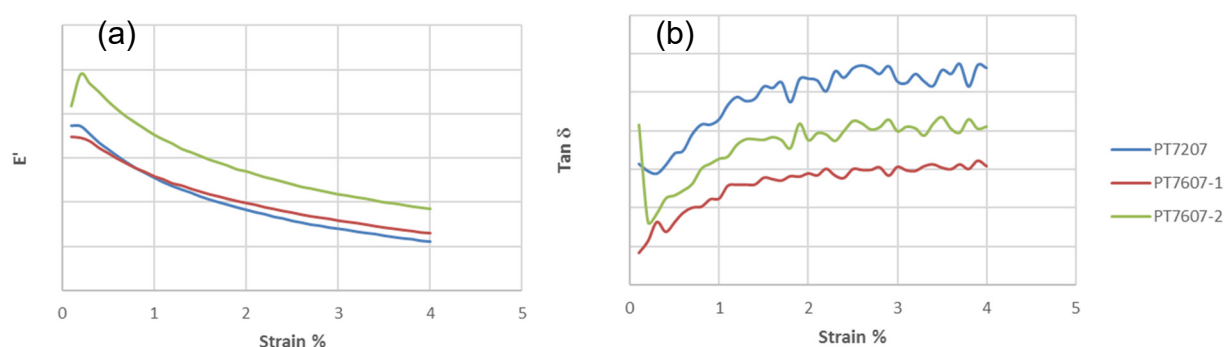 (a)
E'
0 1 2 3 4 5
Strain %
(b)
Tan δ
0 1 2 3 4 5
Strain %
PT7207
PT7607-1
PT7607-2